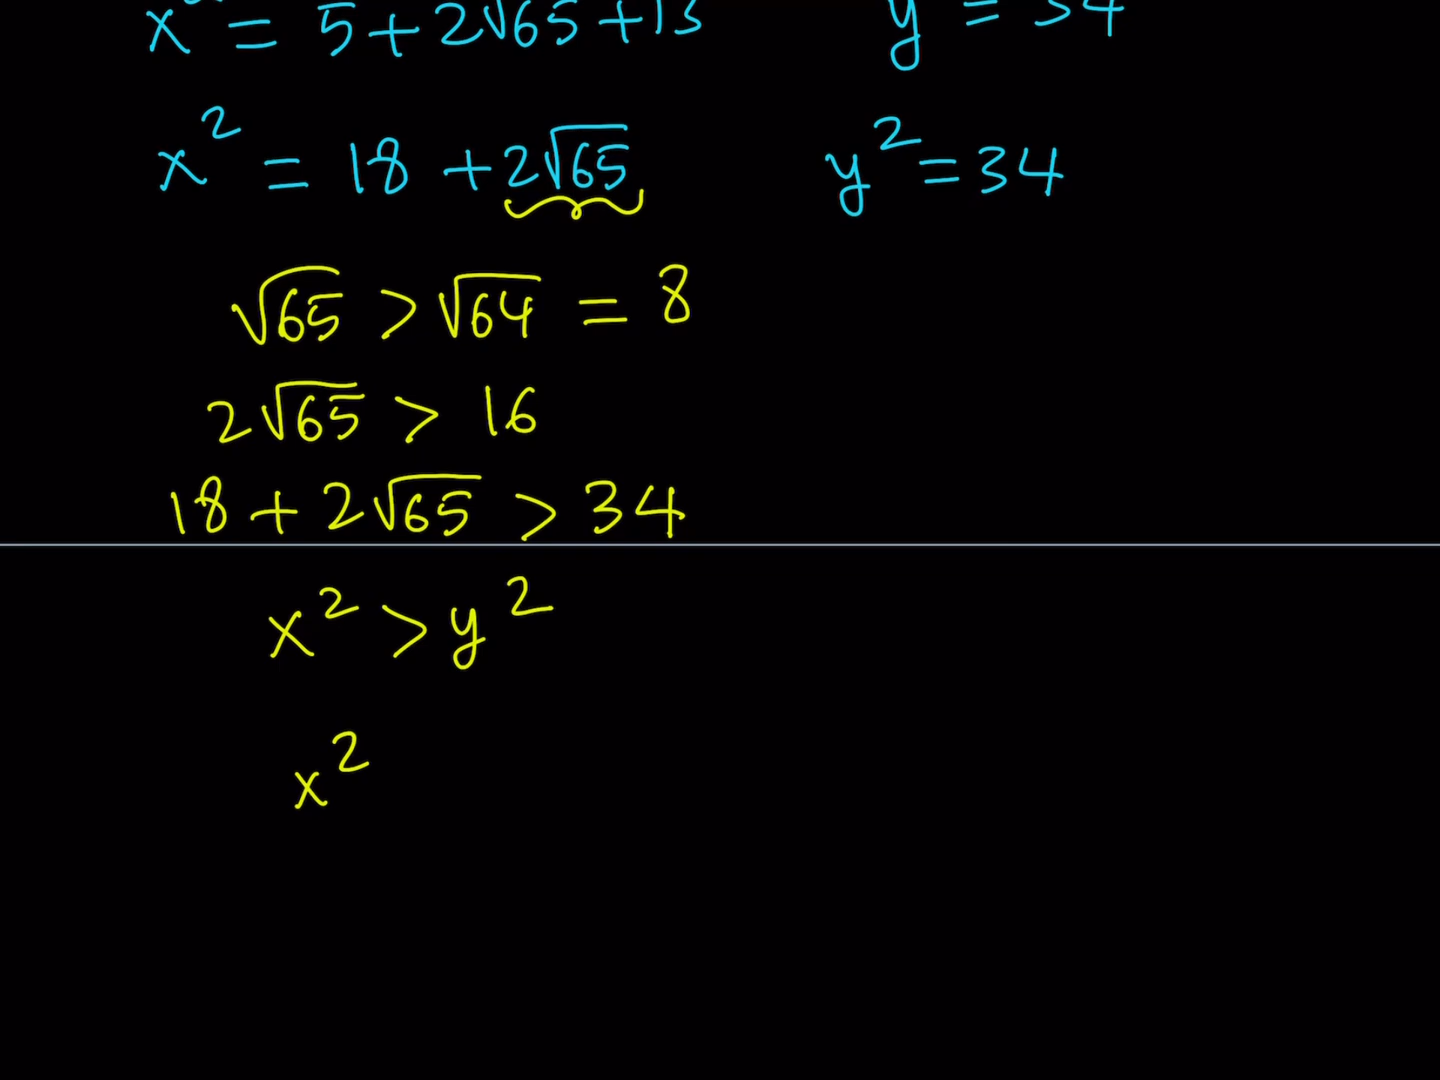 x² = 5 + 2√65 + 13 y = 34
x² = 18 + 2√65 y² = 34
√65 > √64 = 8
2√65 > 16
18 + 2√65 > 34
x² > y²
x²